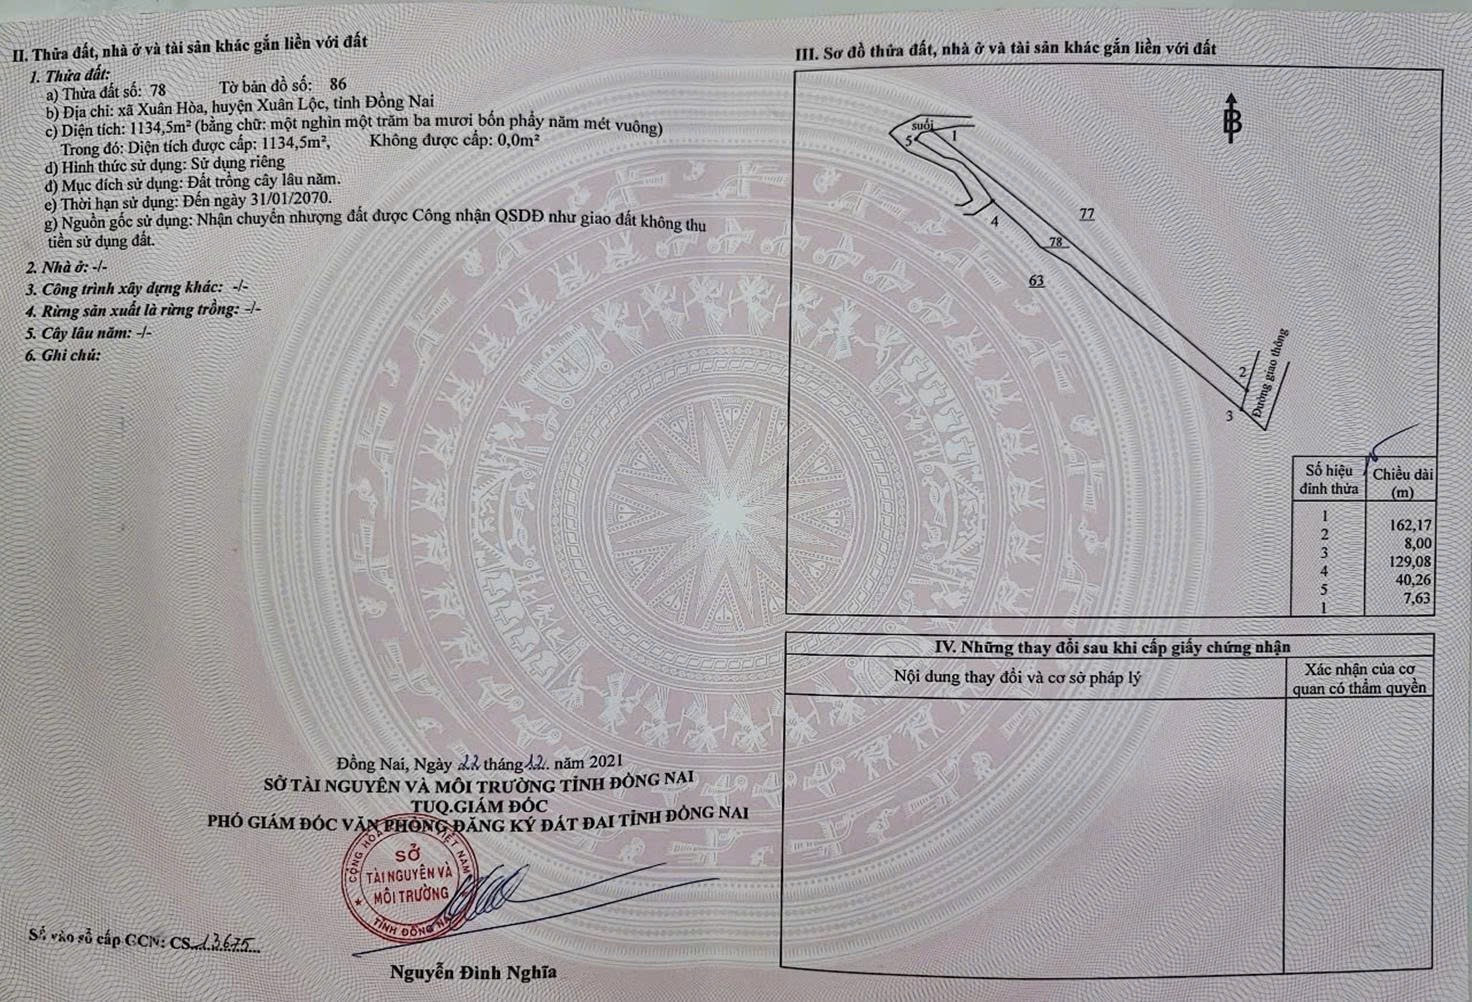 II. Thửa đất, nhà ở và tài sản khác gắn liền với đất
1. Thửa đất:
a) Thửa đất số: 78 Tờ bản đồ số: 86
b) Địa chỉ: xã Xuân Hòa, huyện Xuân Lộc, tỉnh Đồng Nai
c) Diện tích: 1134,5m² (bằng chữ: một nghìn một trăm ba mươi bốn phẩy năm mét vuông)
Trong đó: Diện tích được cấp: 1134,5m², Không được cấp: 0,0m²
d) Hình thức sử dụng: Sử dụng riêng
đ) Mục đích sử dụng: Đất trồng cây lâu năm.
e) Thời hạn sử dụng: Đến ngày 31/01/2070.
g) Nguồn gốc sử dụng: Nhận chuyển nhượng đất được Công nhận QSDĐ như giao đất không thu
tiền sử dụng đất.
2. Nhà ở: -/-
3. Công trình xây dựng khác: -/-
4. Rừng sản xuất là rừng trồng: -/-
5. Cây lâu năm: -/-
6. Ghi chú:
Đồng Nai, Ngày 22 tháng 12. năm 2021
SỞ TÀI NGUYÊN VÀ MÔI TRƯỜNG TỈNH ĐỒNG NAI
TUQ.GIÁM ĐỐC
PHÓ GIÁM ĐỐC VĂN PHÒNG ĐĂNG KÝ ĐẤT ĐAI TỈNH ĐỒNG NAI
CỘNG HÒA VIỆT NAM
SỞ
TÀI NGUYÊN VÀ
MÔI TRƯỜNG
TỈNH ĐỒNG NAI
Nguyễn Đình Nghĩa
Số vào sổ cấp GCN: CS 13675
III. Sơ đồ thửa đất, nhà ở và tài sản khác gắn liền với đất
B
suối
1
5
4
77
78
63
2
3
Đường giao thông
Số hiệu đỉnh thửa Chiều dài (m)
1
162,17
2
8,00
3
129,08
4
40,26
5
7,63
1
IV. Những thay đổi sau khi cấp giấy chứng nhận
Nội dung thay đổi và cơ sở pháp lý
Xác nhận của cơ
quan có thẩm quyền